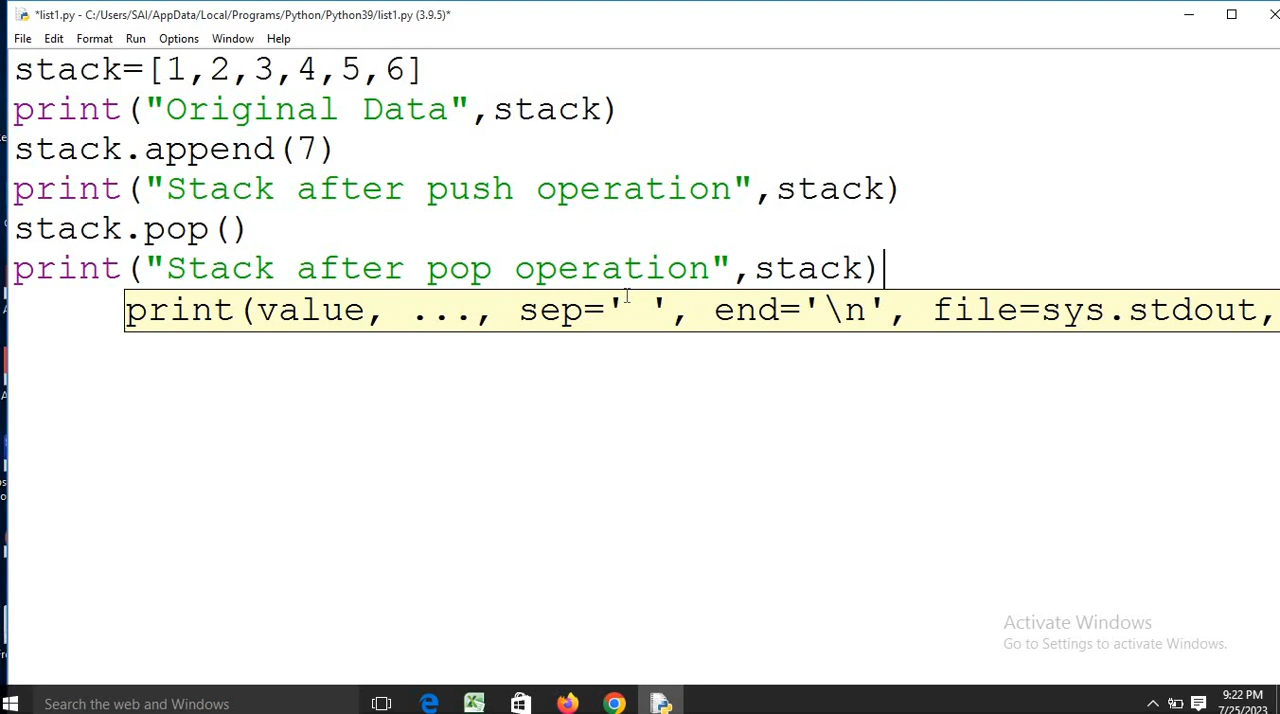 *list1.py - C:/Users/SAI/AppData/Local/Programs/Python/Python39/list1.py (3.9.5)*
File Edit Format Run Options Window Help
stack=[1,2,3,4,5,6]
print("Original Data",stack)
stack.append(7)
print("Stack after push operation",stack)
stack.pop()
print("Stack after pop operation",stack)
print(value, ..., sep=' ', end='\n', file=sys.stdout,
Activate Windows
Go to Settings to activate Windows.
Search the web and Windows
9:22 PM
7/25/2023